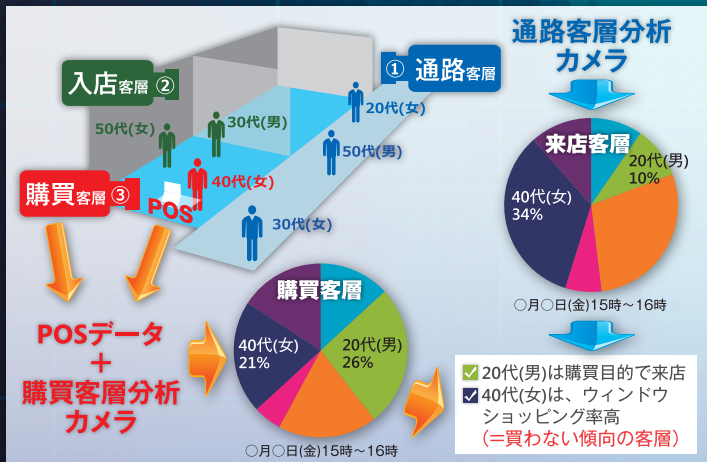 通路客層分析
カメラ
① 通路客層
入店客層 ②
20代(女)
30代(男)
50代(女)
50代(男)
40代(女)
購買客層 ③
POS
30代(女)
来店客層
20代(男)
10%
40代(女)
34%
○月○日(金)15時～16時
POSデータ
＋
購買客層分析
カメラ
購買客層
40代(女)
21%
20代(男)
26%
○月○日(金)15時～16時
20代(男)は購買目的で来店
40代(女)は、ウィンドウ
ショッピング率高
(＝買わない傾向の客層)